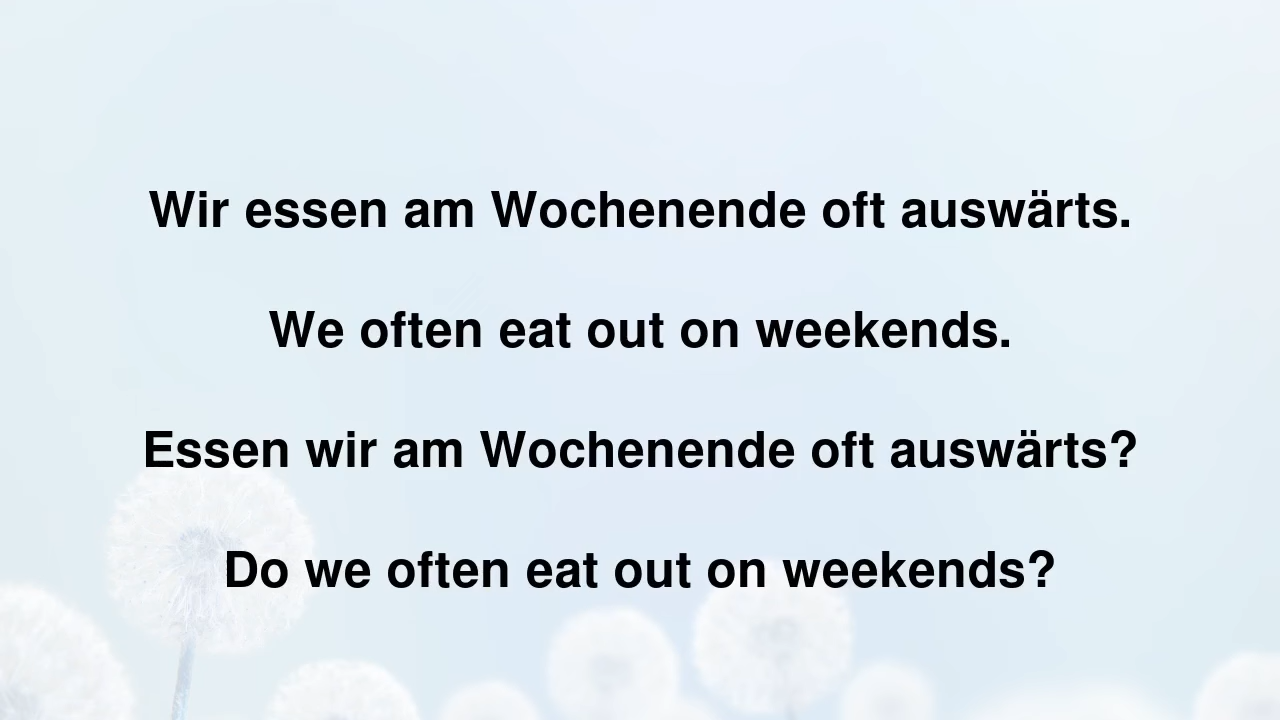 Wir essen am Wochenende oft auswärts.
We often eat out on weekends.
Essen wir am Wochenende oft auswärts?
Do we often eat out on weekends?